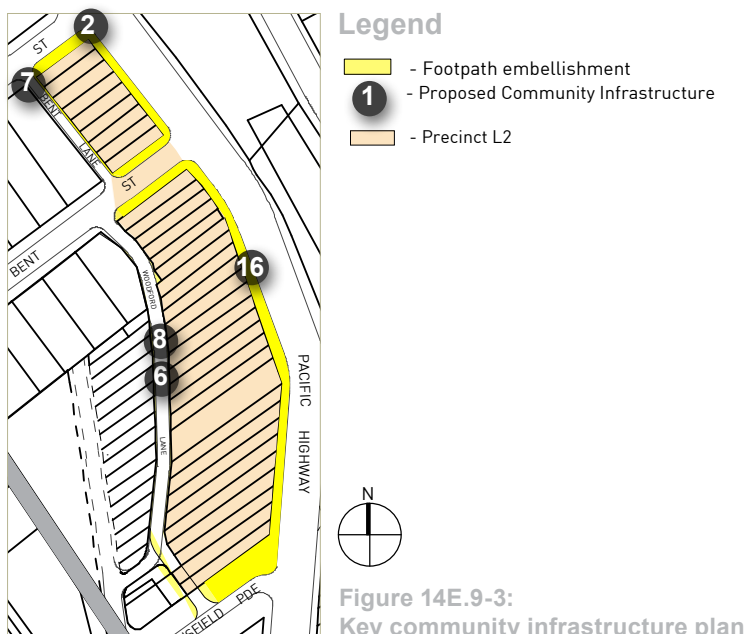 2
ST
7
BENT
LANE
ST
BENT
WOODFORD
16
8
6
LANE
PACIFIC
HIGHWAY
PDE
Legend
- Footpath embellishment
1 - Proposed Community Infrastructure
- Precinct L2
N
Figure 14E.9-3:
Key community infrastructure plan